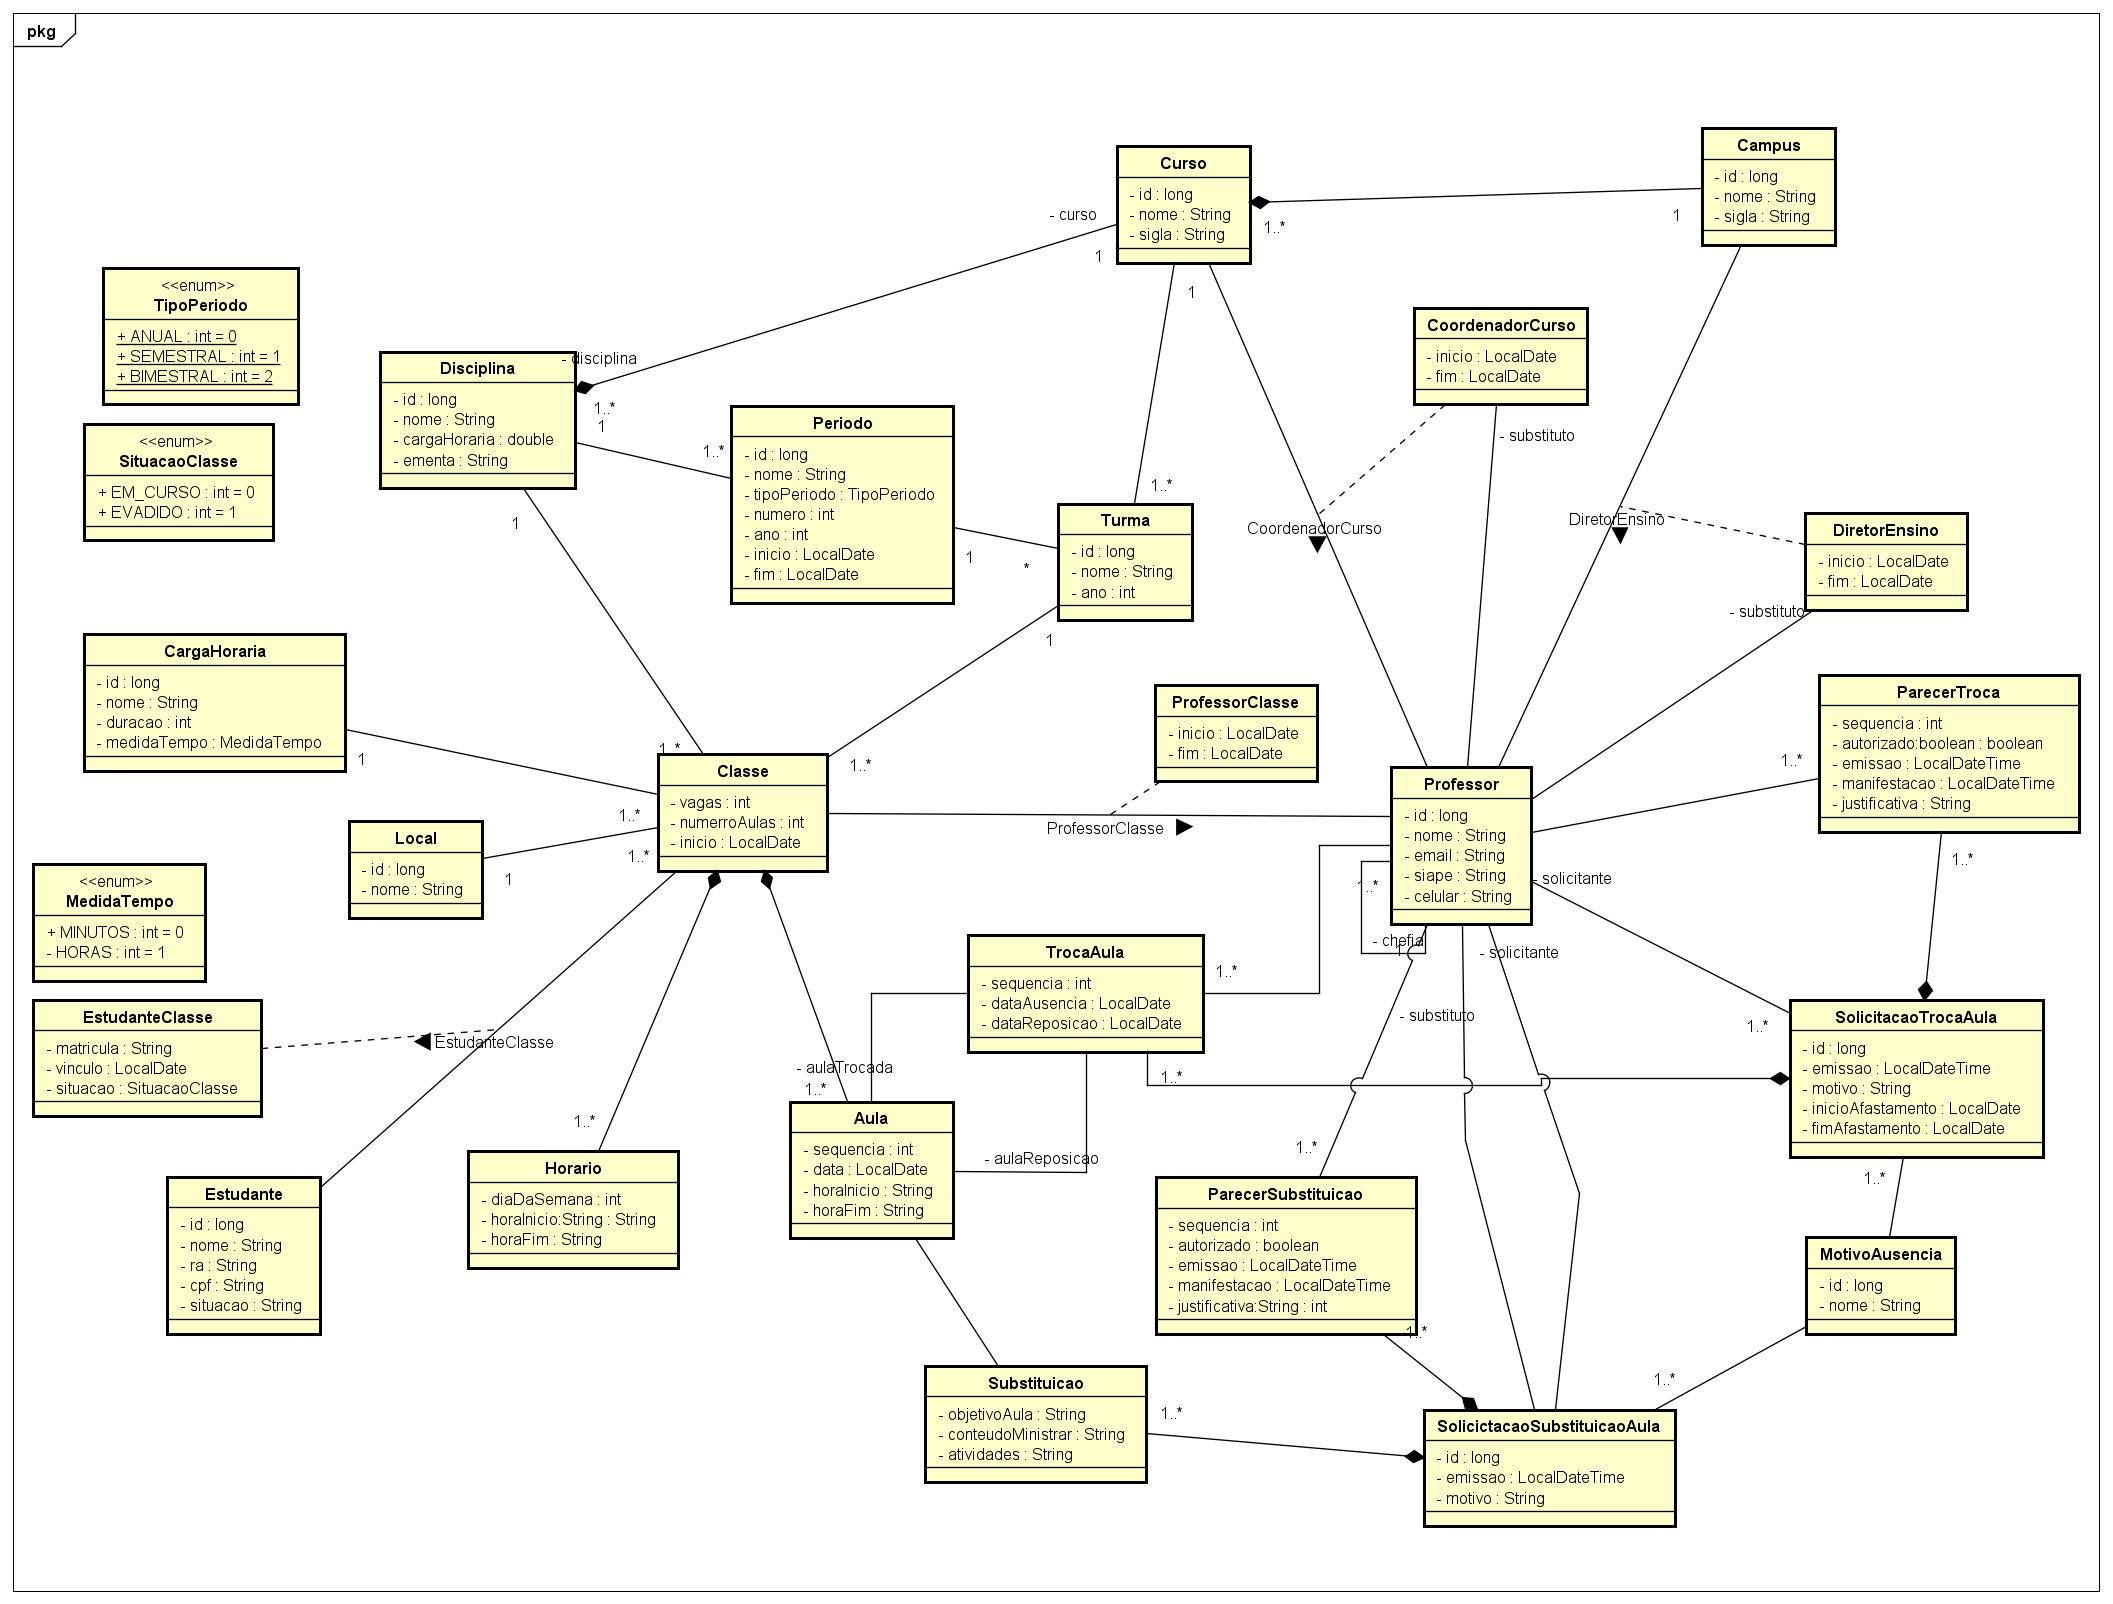 pkg
Curso
- id : long
- nome : String
- sigla : String
Campus
- id : long
- nome : String
- sigla : String
1..*
1
- curso
1
1
<<enum>>
TipoPeriodo
+ ANUAL : int = 0
+ SEMESTRAL : int = 1
+ BIMESTRAL : int = 2
CoordenadorCurso
- inicio : LocalDate
- fim : LocalDate
- substituto
Disciplina
- id : long
- nome : String
- cargaHoraria : double
- ementa : String
- disciplina
1..*
1
1..*
1
Periodo
- id : long
- nome : String
- tipoPeriodo : TipoPeriodo
- numero : int
- ano : int
- inicio : LocalDate
- fim : LocalDate
1
*
<<enum>>
SituacaoClasse
+ EM_CURSO : int = 0
+ EVADIDO : int = 1
1..*
Turma
- id : long
- nome : String
- ano : int
1
CoordenadorCurso
DiretorEnsino
DiretorEnsino
- inicio : LocalDate
- fim : LocalDate
- substituto
CargaHoraria
- id : long
- nome : String
- duracao : int
- medidaTempo : MedidaTempo
1
ProfessorClasse
- inicio : LocalDate
- fim : LocalDate
ParecerTroca
- sequencia : int
- autorizado:boolean : boolean
- emissao : LocalDateTime
- manifestacao : LocalDateTime
- justificativa : String
1..*
1..*
1..*
1..*
Classe
- vagas : int
- numerroAulas : int
- inicio : LocalDate
1..*
1..*
ProfessorClasse
Professor
- id : long
- nome : String
- email : String
- siape : String
- celular : String
1..*
- chefia
1
- solicitante
- solicitante
- substituto
Local
- id : long
- nome : String
1
<<enum>>
MedidaTempo
+ MINUTOS : int = 0
- HORAS : int = 1
TrocaAula
- sequencia : int
- dataAusencia : LocalDate
- dataReposicao : LocalDate
1..*
1..*
EstudanteClasse
- matricula : String
- vinculo : LocalDate
- situacao : SituacaoClasse
EstudanteClasse
SolicitacaoTrocaAula
- id : long
- emissao : LocalDateTime
- motivo : String
- inicioAfastamento : LocalDate
- fimAfastamento : LocalDate
1..*
1..*
- aulaTrocada
1..*
Aula
- sequencia : int
- data : LocalDate
- horaInicio : String
- horaFim : String
- aulaReposicao
1..*
Horario
- diaDaSemana : int
- horaInicio:String : String
- horaFim : String
Estudante
- id : long
- nome : String
- ra : String
- cpf : String
- situacao : String
1..*
ParecerSubstituicao
- sequencia : int
- autorizado : boolean
- emissao : LocalDateTime
- manifestacao : LocalDateTime
- justificativa:String : int
1..*
MotivoAusencia
- id : long
- nome : String
1..*
Substituicao
- objetivoAula : String
- conteudoMinistrar : String
- atividades : String
1..*
SolicictacaoSubstituicaoAula
- id : long
- emissao : LocalDateTime
- motivo : String